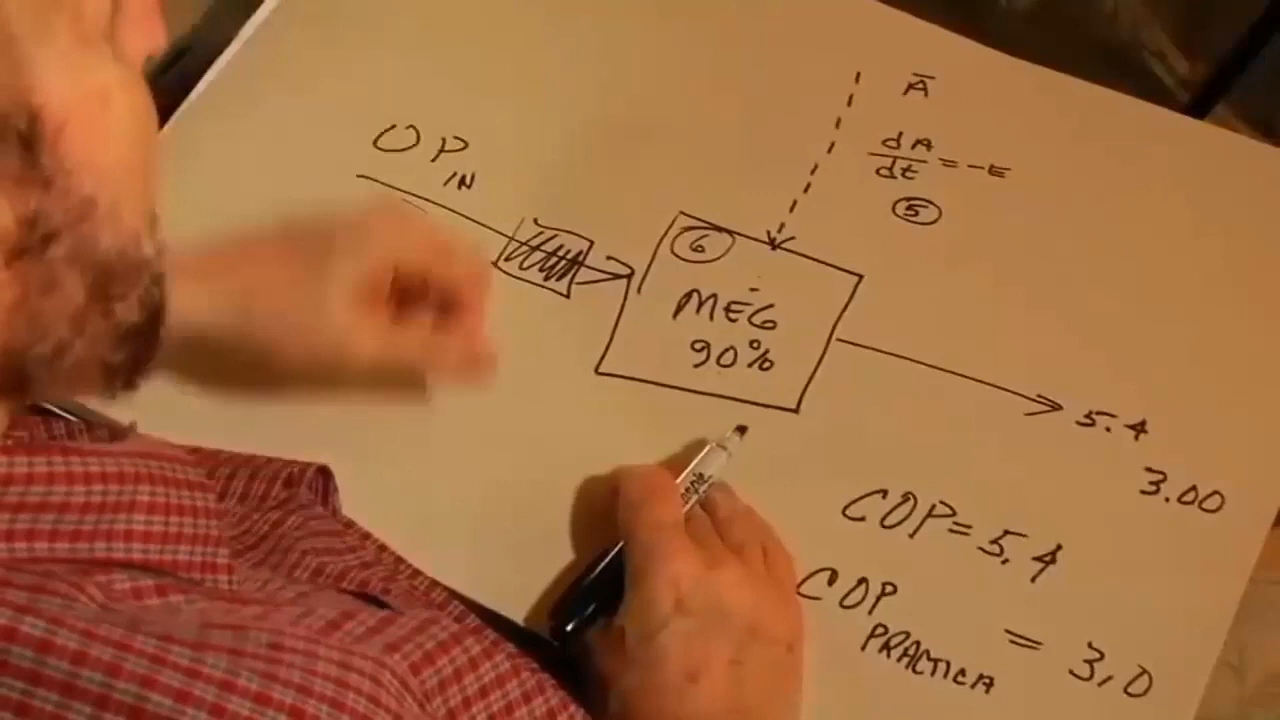 OP IN
Ā
dA/dt = -E
5
6
MEG
90%
5.4
3.00
COP = 5,4
COP PRACTICA = 3,0